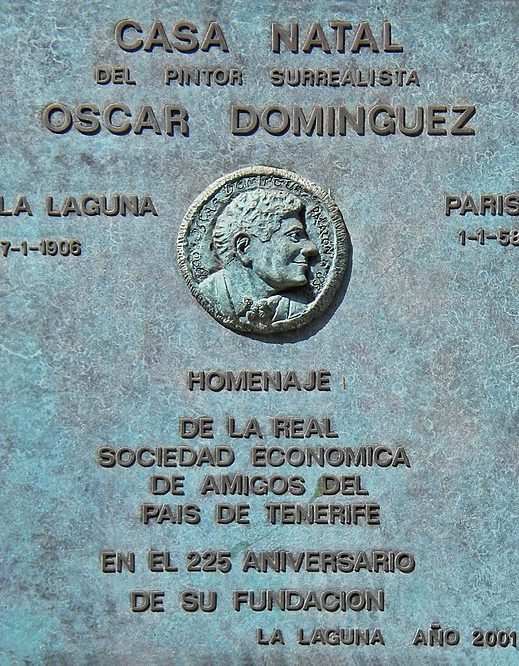 CASA NATAL
DEL PINTOR SURREALISTA
OSCAR DOMINGUEZ
LA LAGUNA PARIS
7-1-1906 1-1-58
HOMENAJE
DE LA REAL
SOCIEDAD ECONOMICA
DE AMIGOS DEL
PAIS DE TENERIFE
EN EL 225 ANIVERSARIO
DE SU FUNDACION
LA LAGUNA AÑO 2001